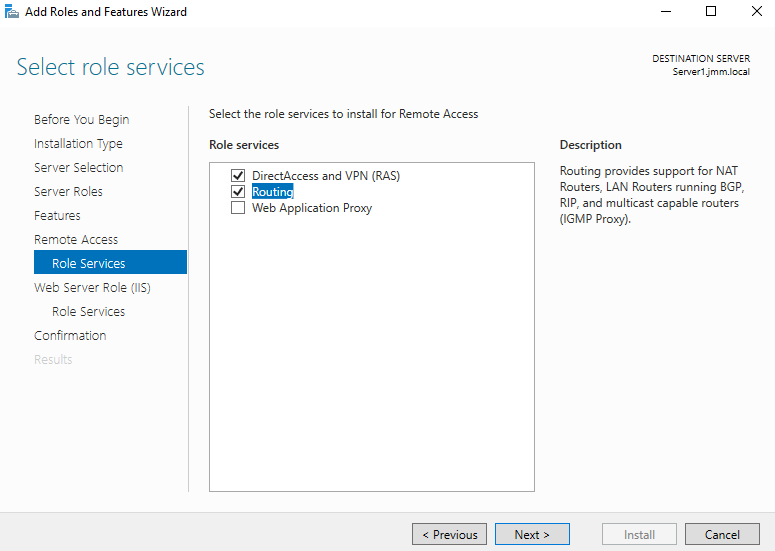 Add Roles and Features Wizard
Select role services
DESTINATION SERVER
Server1.jmm.local
Before You Begin
Installation Type
Server Selection
Server Roles
Features
Remote Access
Role Services
Web Server Role (IIS)
Role Services
Confirmation
Results
Select the role services to install for Remote Access
Role services
DirectAccess and VPN (RAS)
Routing
Web Application Proxy
Description
Routing provides support for NAT
Routers, LAN Routers running BGP,
RIP, and multicast capable routers
(IGMP Proxy).
< Previous
Next >
Install
Cancel